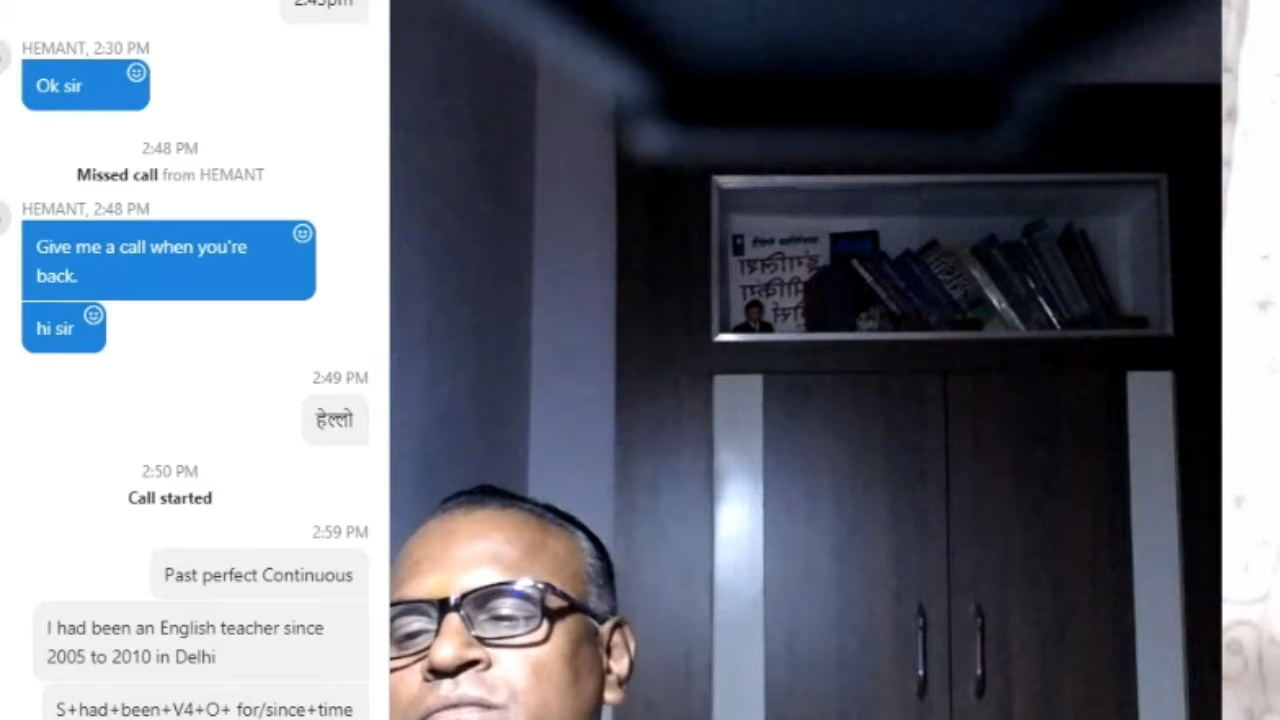 2:45pm
HEMANT, 2:30 PM
Ok sir
2:48 PM
Missed call from HEMANT
HEMANT, 2:48 PM
Give me a call when you're
back.
hi sir
2:49 PM
हेल्लो
2:50 PM
Call started
2:59 PM
Past perfect Continuous
I had been an English teacher since
2005 to 2010 in Delhi
S+had+been+V4+O+ for/since+time
इंगलिश
स्पीकिंग
कोर्स